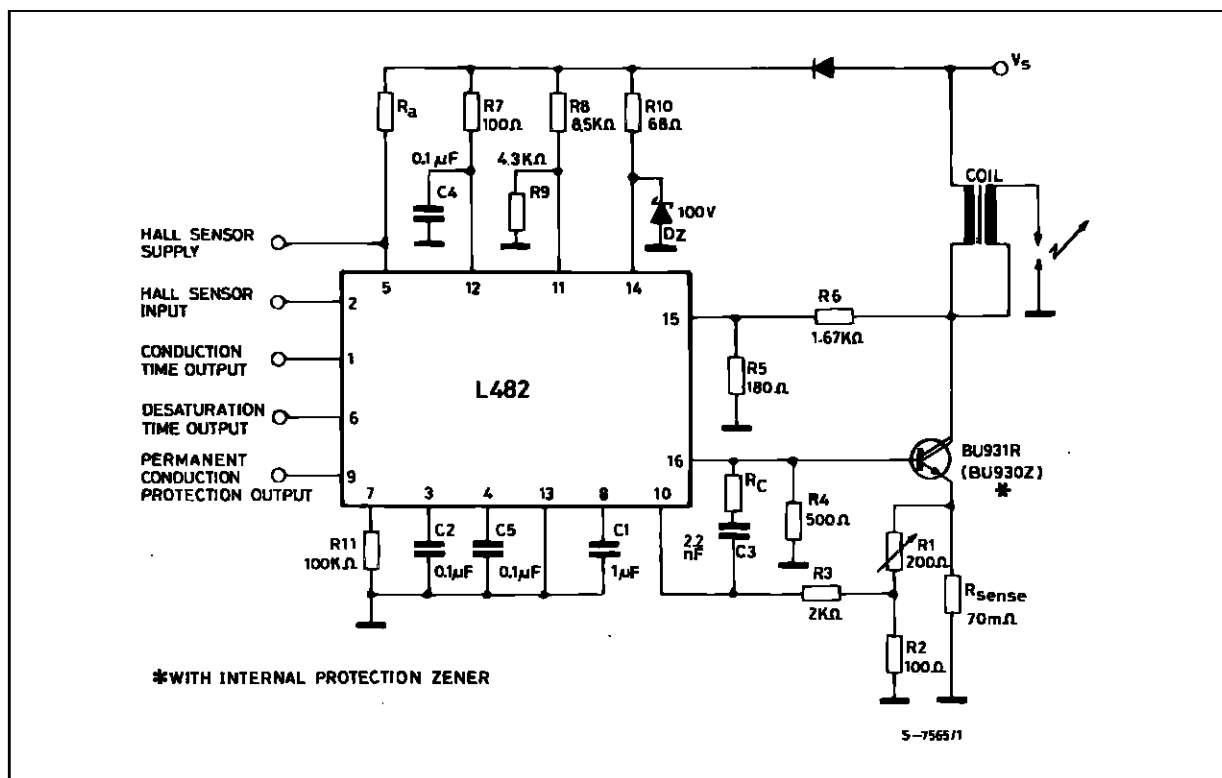 Vs
Ra
R7
100Ω
R8
8.5KΩ
R10
68Ω
0.1µF
C4
4.3KΩ
R9
100V
DZ
COIL
HALL SENSOR
SUPPLY
HALL SENSOR
INPUT
CONDUCTION
TIME OUTPUT
DESATURATION
TIME OUTPUT
PERMANENT
CONDUCTION
PROTECTION OUTPUT
5
12
11
14
2
1
6
9
15
16
L482
7
3
4
13
8
10
R6
1.67KΩ
R5
180Ω
BU931R
(BU930Z)
*
RC
2.2
nF
C3
R4
500Ω
R11
100KΩ
C2
0.1µF
C5
0.1µF
C1
1µF
R3
2KΩ
R1
200Ω
Rsense
70mΩ
R2
100Ω
*WITH INTERNAL PROTECTION ZENER
S-7565/1